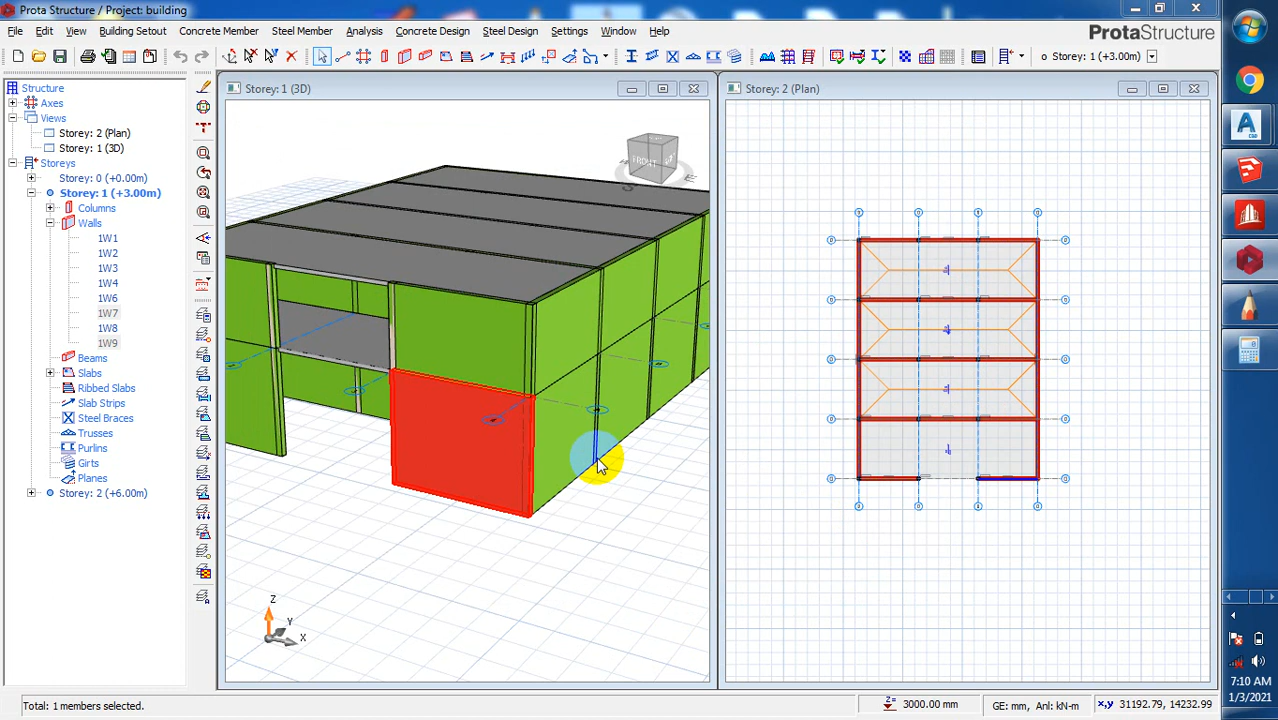 Prota Structure / Project: building
File Edit View Building Setout Concrete Member Steel Member Analysis Concrete Design Steel Design Settings Window Help
ProtaStructure
o Storey: 1 (+3.00m)
Structure
Axes
Views
Storey: 2 (Plan)
Storey: 1 (3D)
Storeys
Storey: 0 (+0.00m)
Storey: 1 (+3.00m)
Columns
Walls
1W1
1W2
1W3
1W4
1W6
1W7
1W8
1W9
Beams
Slabs
Ribbed Slabs
Slab Strips
Steel Braces
Trusses
Purlins
Girts
Planes
Storey: 2 (+6.00m)
Storey: 1 (3D)
FRONT
S
E
Z
Y
X
Storey: 2 (Plan)
Total: 1 members selected.
Z=
3000.00 mm
GE: mm, Anl: kN-m
x,y
31192.79, 14232.99
7:10 AM
1/3/2021